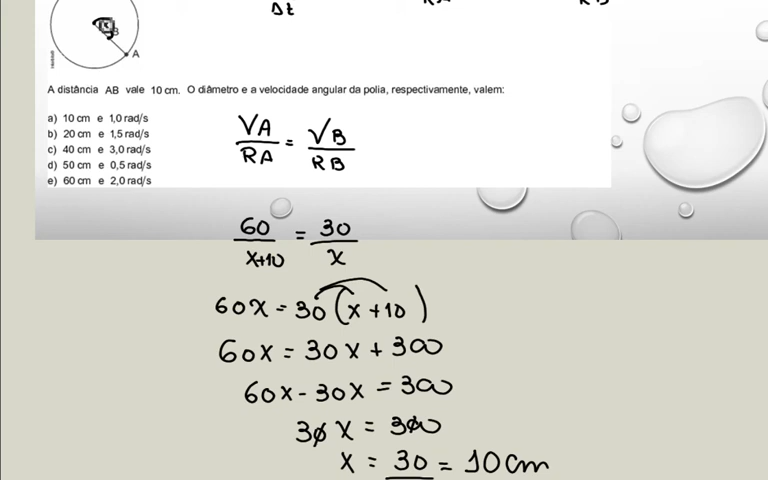 Δt
A
A distância AB vale 10 cm. O diâmetro e a velocidade angular da polia, respectivamente, valem:
a) 10 cm e 1,0 rad/s
b) 20 cm e 1,5 rad/s
c) 40 cm e 3,0 rad/s
d) 50 cm e 0,5 rad/s
e) 60 cm e 2,0 rad/s
VA/RA = VB/RB
60/x+10 = 30/x
60x = 30(x+10)
60x = 30x + 300
60x - 30x = 300
30x = 300
x = 30 = 10cm